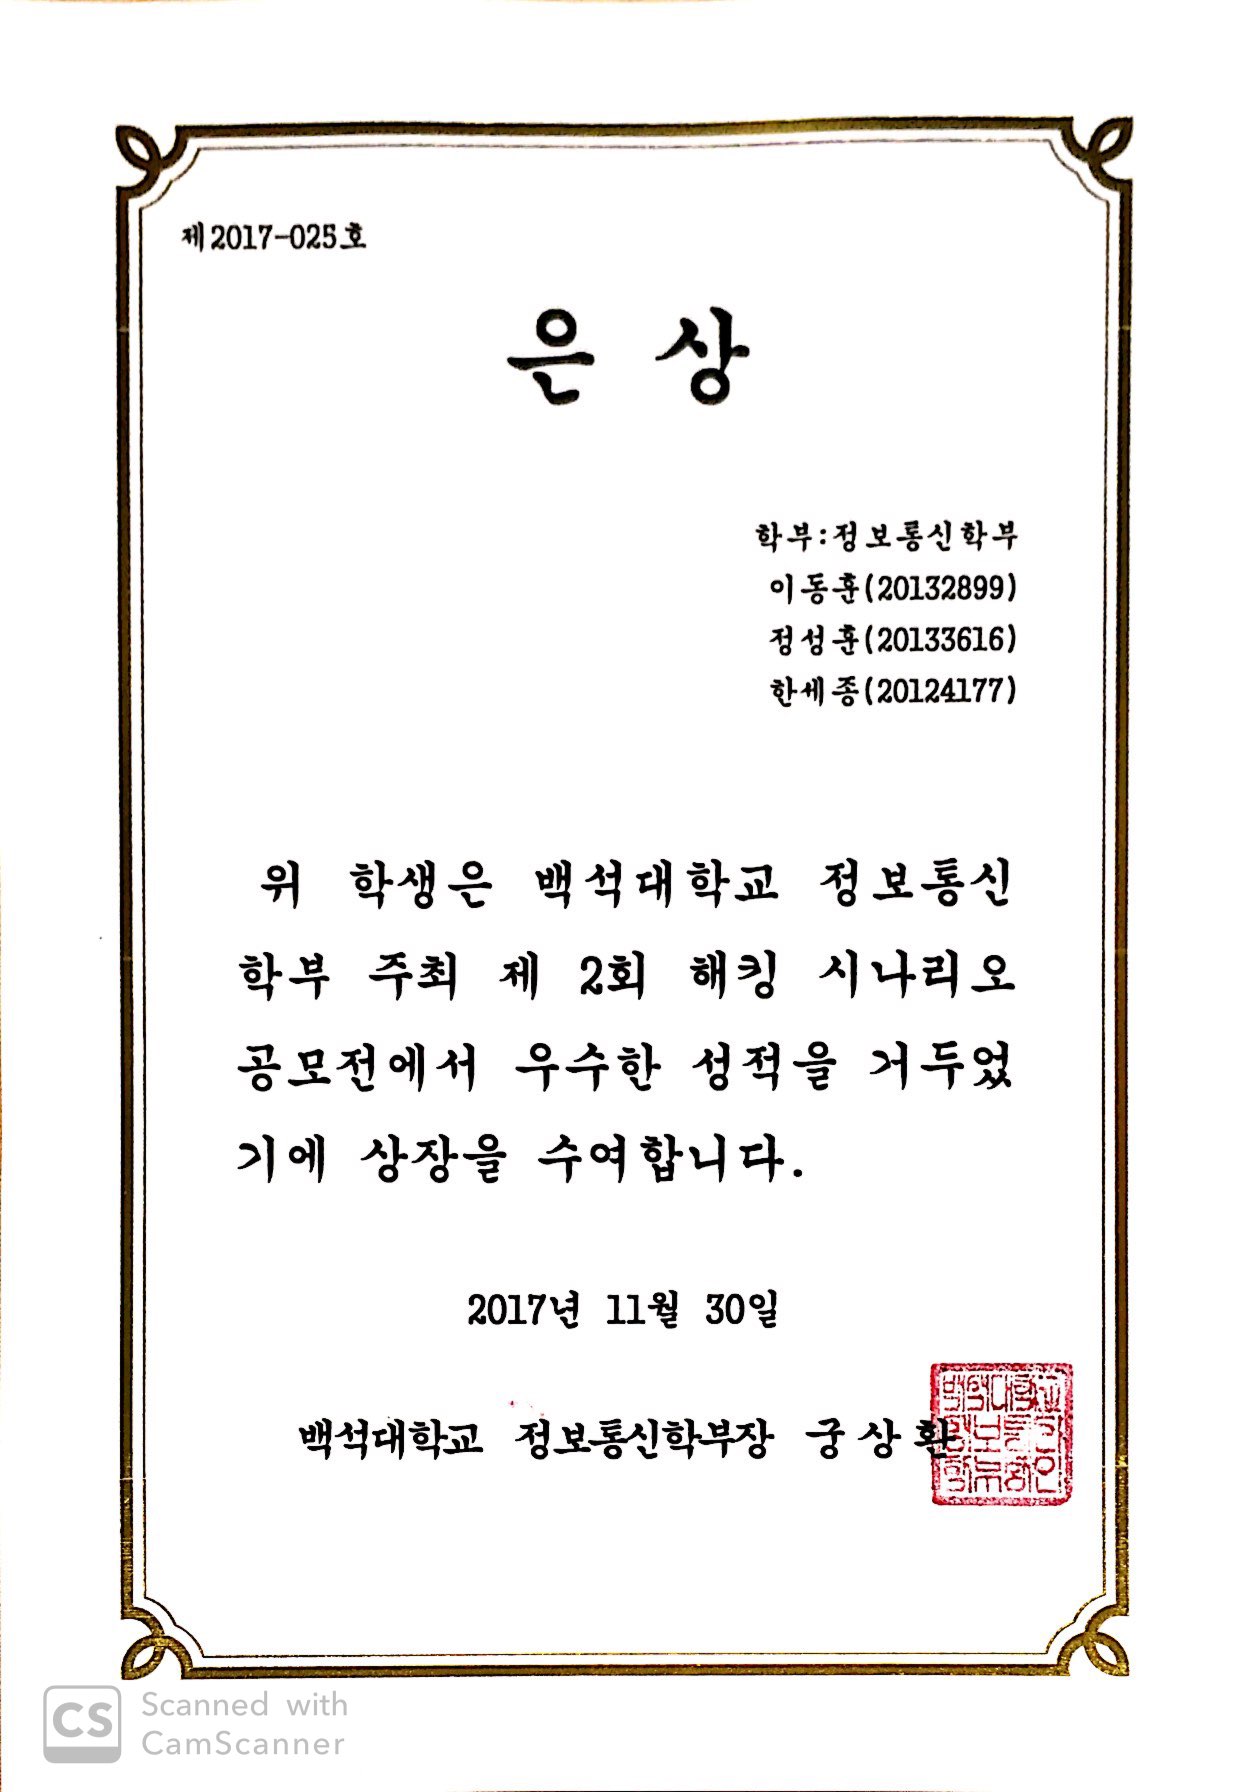 제2017-025호
은 상
학부:정보통신학부
이동훈(20132899)
정성훈(20133616)
한세종(20124177)
위 학생은 백석대학교 정보통신
학부 주최 제 2회 해킹 시나리오
공모전에서 우수한 성적을 거두었
기에 상장을 수여합니다.
2017년 11월 30일
백석대학교 정보통신학부장 궁상환
백석대학교
정보통신
학부장인
CS Scanned with
CamScanner